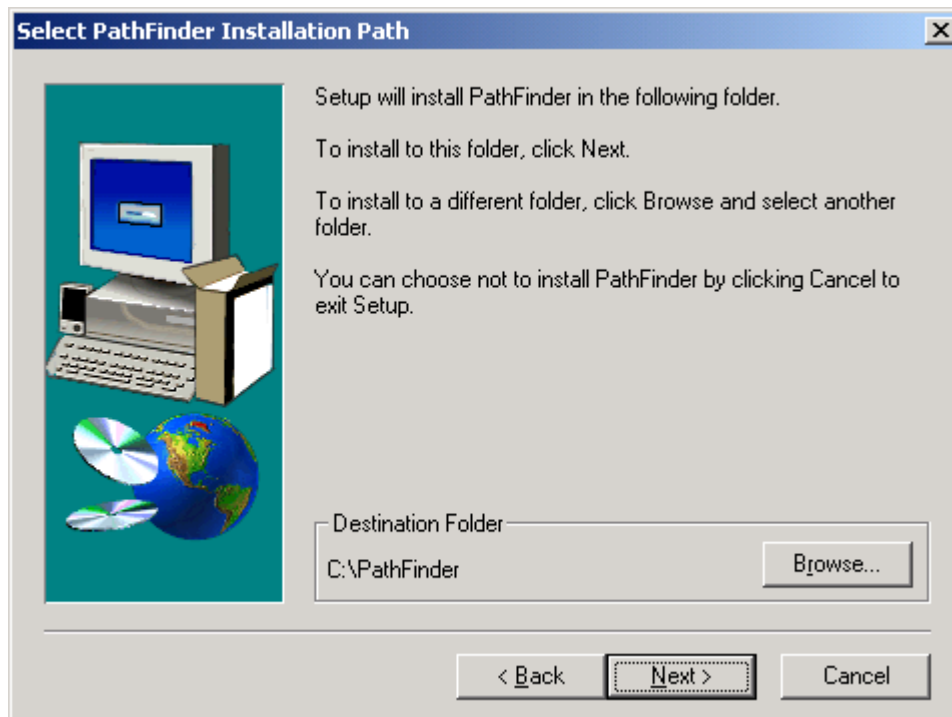 Select PathFinder Installation Path
Setup will install PathFinder in the following folder.
To install to this folder, click Next.
To install to a different folder, click Browse and select another
folder.
You can choose not to install PathFinder by clicking Cancel to
exit Setup.
Destination Folder
C:\PathFinder
Browse...
< Back
Next >
Cancel